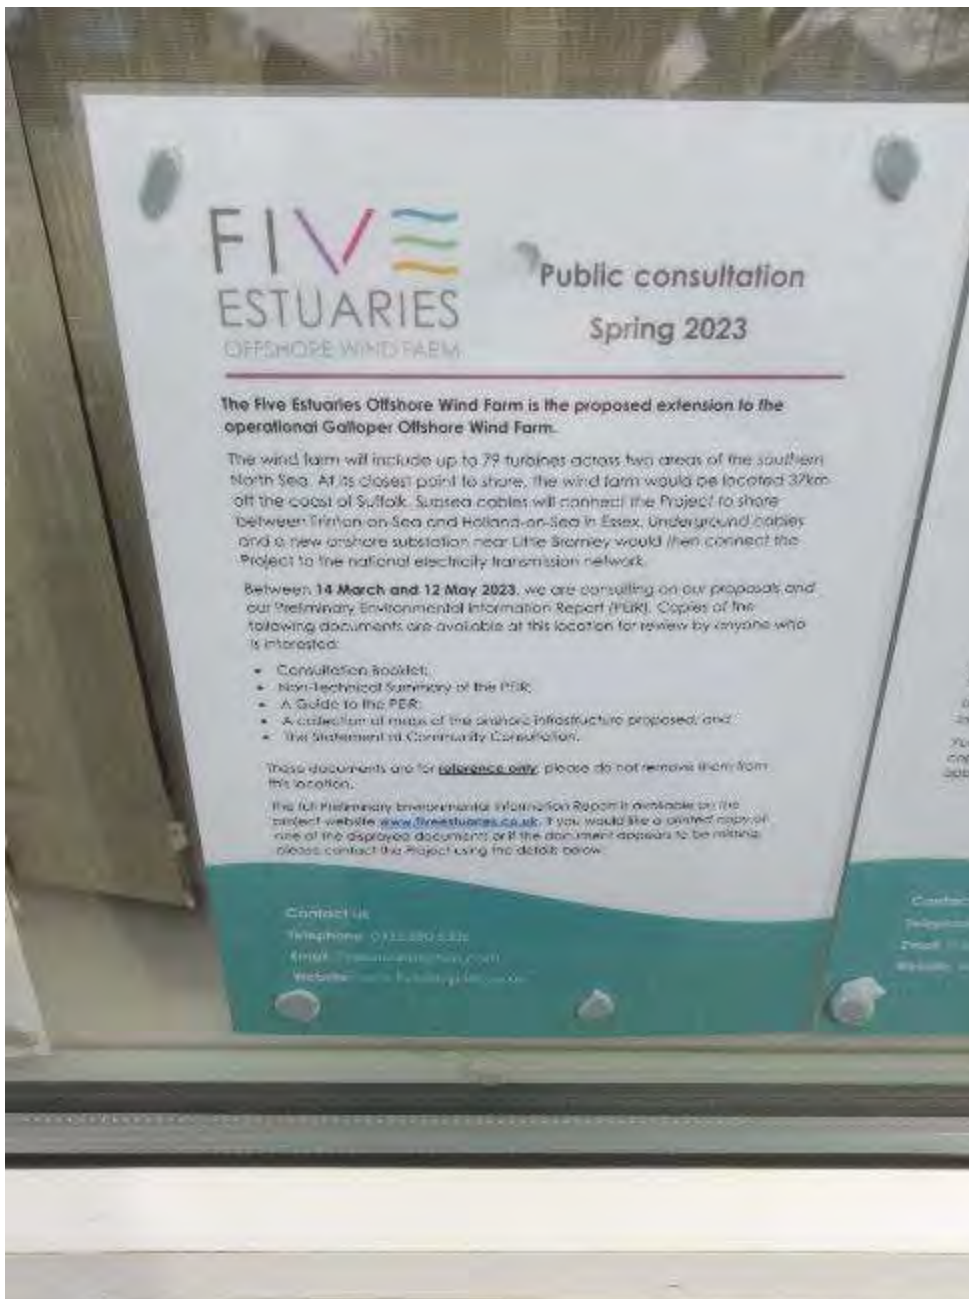 FIVE
ESTUARIES
OFFSHORE WIND FARM
Public consultation
Spring 2023
The Five Estuaries Offshore Wind Farm is the proposed extension to the
operational Galloper Offshore Wind Farm.
The wind farm will include up to 79 turbines across two areas of the southern
North Sea. At its closest point to shore, the wind farm would be located 37km
off the coast of Suffolk. Subsea cables will connect the Project to shore
between Frinton-on-Sea and Holland-on-Sea in Essex. Underground cables
and a new onshore substation near Little Bromley would then connect the
Project to the national electricity transmission network.
Between 14 March and 12 May 2023, we are consulting on our proposals and
our Preliminary Environmental Information Report (PEIR). Copies of the
following documents are available at this location for review by anyone who
is interested:
• Consultation Booklet;
• Non-Technical Summary of the PEIR;
• A Guide to the PEIR;
• A collection of maps of the onshore infrastructure proposed; and
• The Statement of Community Consultation.
These documents are for reference only; please do not remove them from
this location.
The full Preliminary Environmental Information Report is available on the
project website www.fiveestuaries.co.uk. If you would like a printed copy of
one of the displayed documents or if the document appears to be missing,
please contact the Project using the details below.
Contact us
Telephone:
Email:
Website:
Contac
Telephon
Email
Website